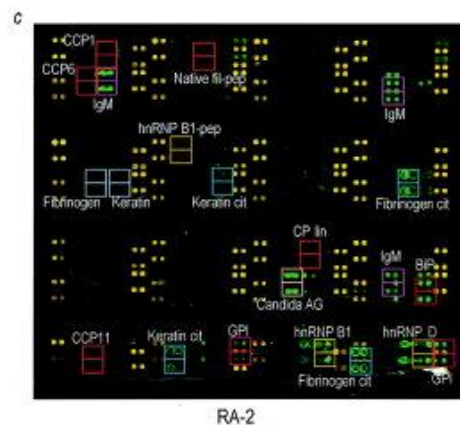 c
CCP1
CCP6
IgM
Native fil-pep
IgM
hnRNP B1-pep
Fibrinogen
Keratin
Keratin cit
Fibrinogen cit
CP lin
IgM
BiP
Candida AG
CCP11
Keratin cit
GPI
hnRNP B1
hnRNP D
Fibrinogen cit
GPI
RA-2